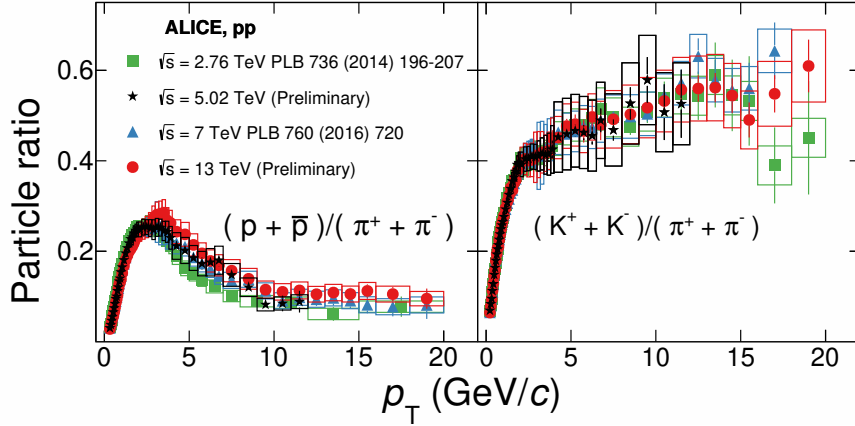 ALICE, pp
√s = 2.76 TeV PLB 736 (2014) 196-207
√s = 5.02 TeV (Preliminary)
√s = 7 TeV PLB 760 (2016) 720
√s = 13 TeV (Preliminary)
Particle ratio
0.6
0.4
0.2
( p + p̅ )/( π⁺ + π⁻ )
( K⁺ + K⁻ )/( π⁺ + π⁻ )
0 5 10 15 20 0 5 10 15 20
p_T (GeV/c)